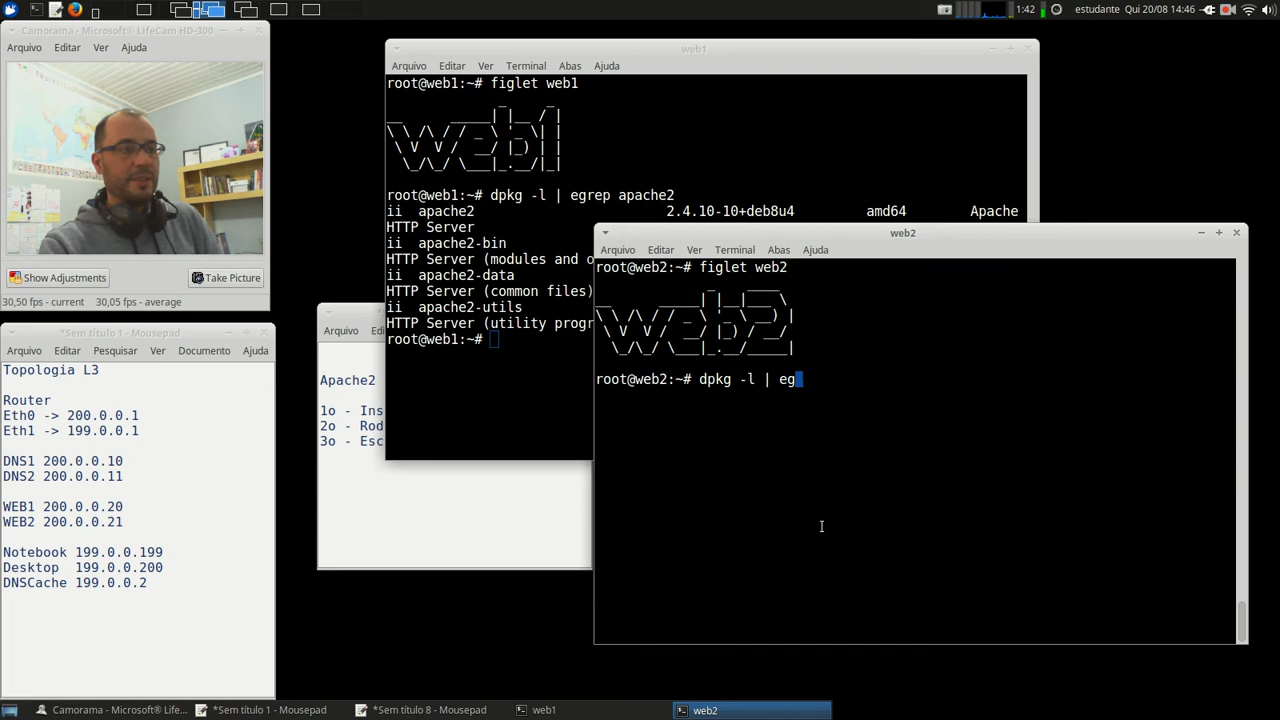 1:42
estudante Qui 20/08 14:46
Camorama - Microsoft® LifeCam HD-300
Arquivo Editar Ver Ajuda
Show Adjustments
Take Picture
30,50 fps - current 30,05 fps - average
*Sem título 1 - Mousepad
Arquivo Editar Pesquisar Ver Documento Ajuda
Topologia L3
Router
Eth0 -> 200.0.0.1
Eth1 -> 199.0.0.1
DNS1 200.0.0.10
DNS2 200.0.0.11
WEB1 200.0.0.20
WEB2 200.0.0.21
Notebook 199.0.0.199
Desktop 199.0.0.200
DNSCache 199.0.0.2
Arquivo Edi
Apache2
1o - Ins
2o - Rod
3o - Esc
web1
Arquivo Editar Ver Terminal Abas Ajuda
root@web1:~# figlet web1
web1
root@web1:~# dpkg -l | egrep apache2
ii apache2 2.4.10-10+deb8u4 amd64 Apache
HTTP Server
ii apache2-bin
HTTP Server (modules and o
ii apache2-data
HTTP Server (common files)
ii apache2-utils
HTTP Server (utility progr
root@web1:~#
web2
Arquivo Editar Ver Terminal Abas Ajuda
root@web2:~# figlet web2
web2
root@web2:~# dpkg -l | eg
Camorama - Microsoft® LifeC...
*Sem título 1 - Mousepad
*Sem título 8 - Mousepad
web1
web2